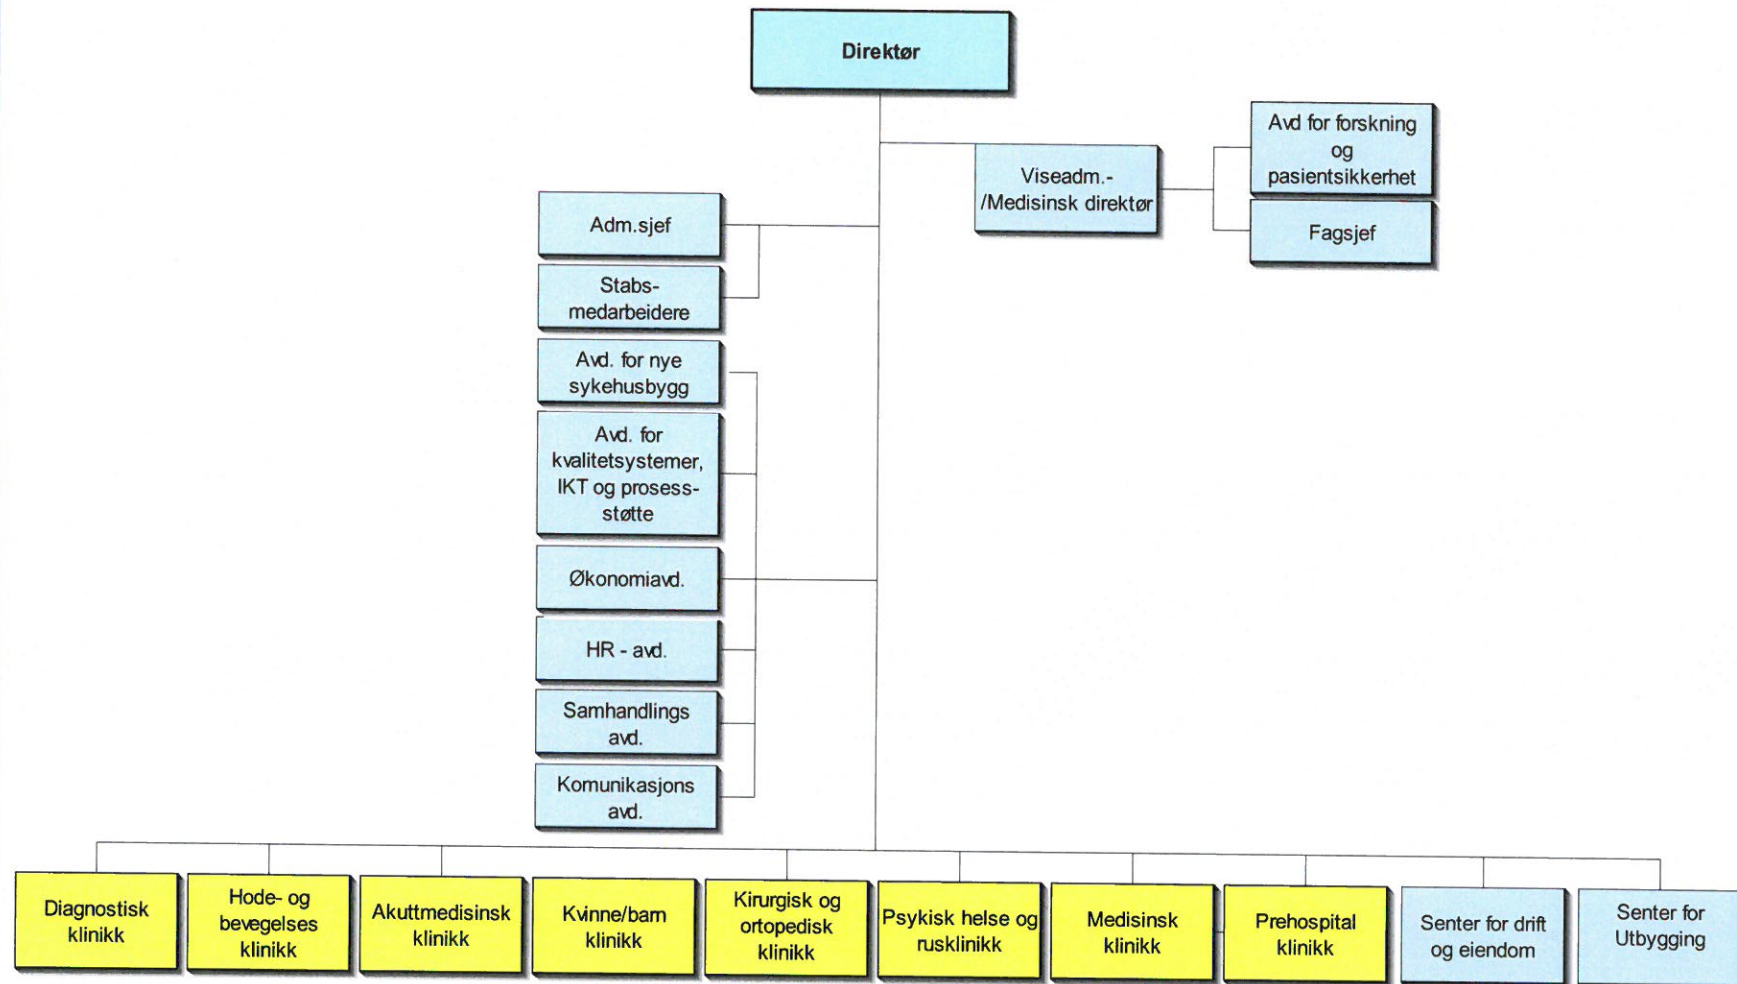 Direktør
Viseadm.-
/Medisinsk direktør
Avd for forskning
og
pasientsikkerhet
Fagsjef
Adm.sjef
Stabs-
medarbeidere
Avd. for nye
sykehusbygg
Avd. for
kvalitetsystemer,
IKT og prosess-
støtte
Økonomiavd.
HR - avd.
Samhandlings
avd.
Komunikasjons
avd.
Diagnostisk
klinikk
Hode- og
bevegelses
klinikk
Akuttmedisinsk
klinikk
Kvinne/barn
klinikk
Kirurgisk og
ortopedisk
klinikk
Psykisk helse og
rusklinikk
Medisinsk
klinikk
Prehospital
klinikk
Senter for drift
og eiendom
Senter for
Utbygging